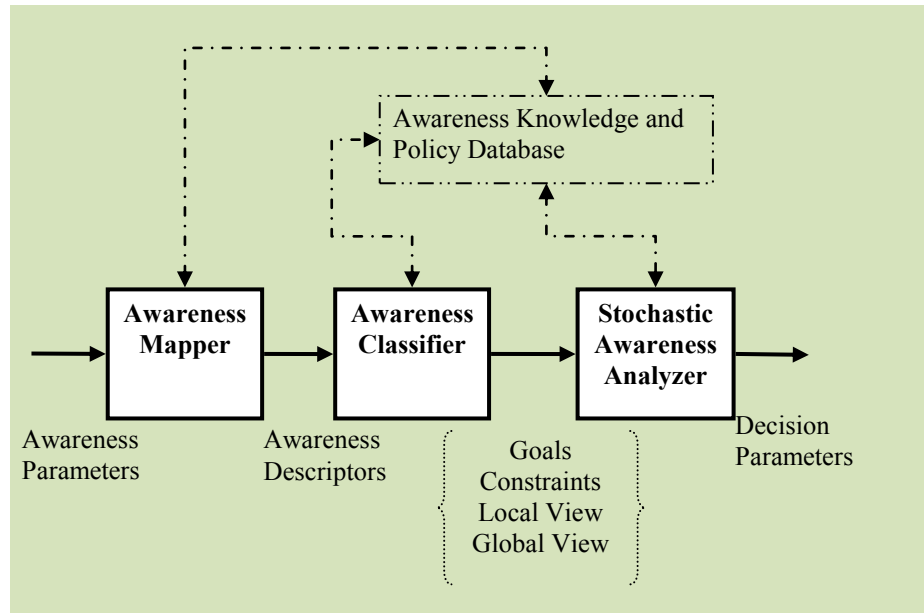 Awareness Knowledge and
Policy Database
Awareness
Mapper
Awareness
Classifier
Stochastic
Awareness
Analyzer
Awareness
Parameters
Awareness
Descriptors
Goals
Constraints
Local View
Global View
Decision
Parameters